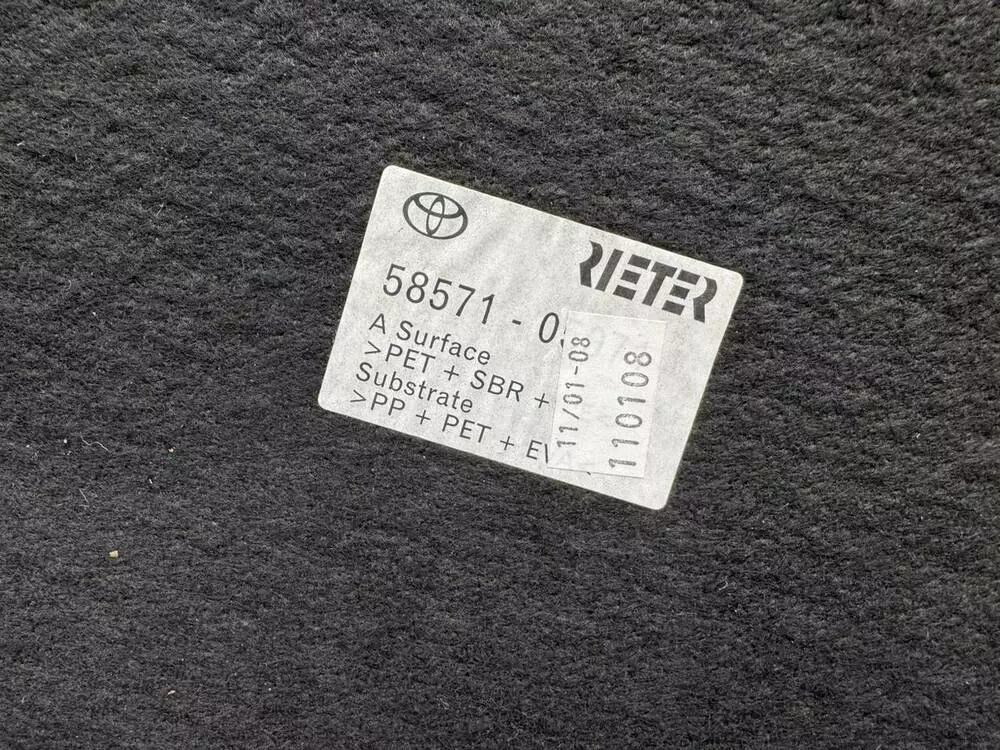 RIETER
58571 - 0
A Surface
>PET + SBR +
Substrate
>PP + PET +
11/01-08
110108